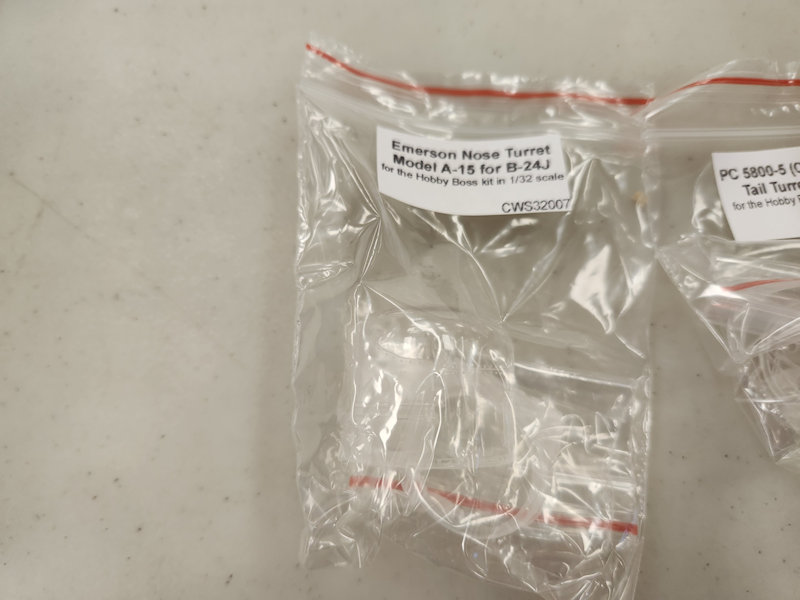 Emerson Nose Turret
Model A-15 for B-24J
for the Hobby Boss kit in 1/32 scale
CWS32007
PC 5800-5 (
Tail
for the Hobby